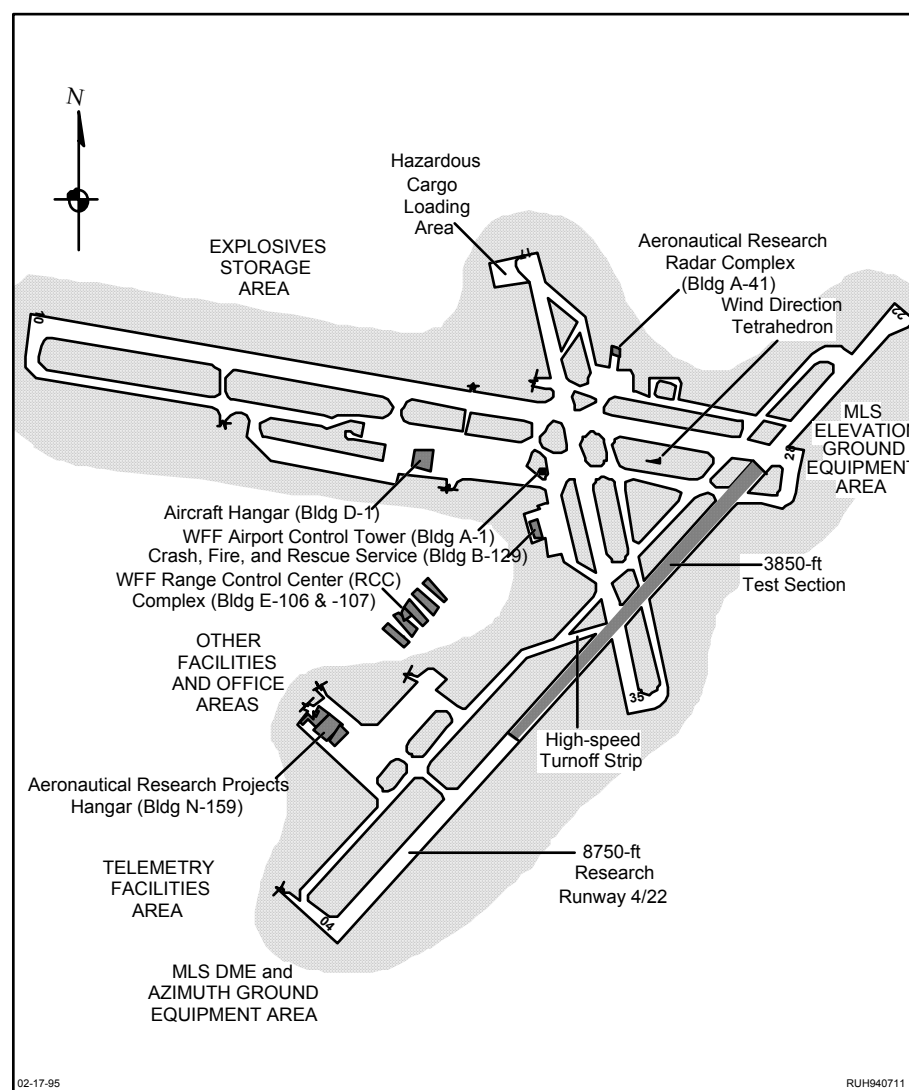 N
Hazardous
Cargo
Loading
Area
EXPLOSIVES
STORAGE
AREA
Aeronautical Research
Radar Complex
(Bldg A-41)
Wind Direction
Tetrahedron
17
10
22
28
MLS
ELEVATION
GROUND
EQUIPMENT
AREA
Aircraft Hangar (Bldg D-1)
WFF Airport Control Tower (Bldg A-1)
Crash, Fire, and Rescue Service (Bldg B-129)
WFF Range Control Center (RCC)
Complex (Bldg E-106 & -107)
3850-ft
Test Section
OTHER
FACILITIES
AND OFFICE
AREAS
35
High-speed
Turnoff Strip
Aeronautical Research Projects
Hangar (Bldg N-159)
8750-ft
Research
Runway 4/22
TELEMETRY
FACILITIES
AREA
04
MLS DME and
AZIMUTH GROUND
EQUIPMENT AREA
02-17-95
RUH940711